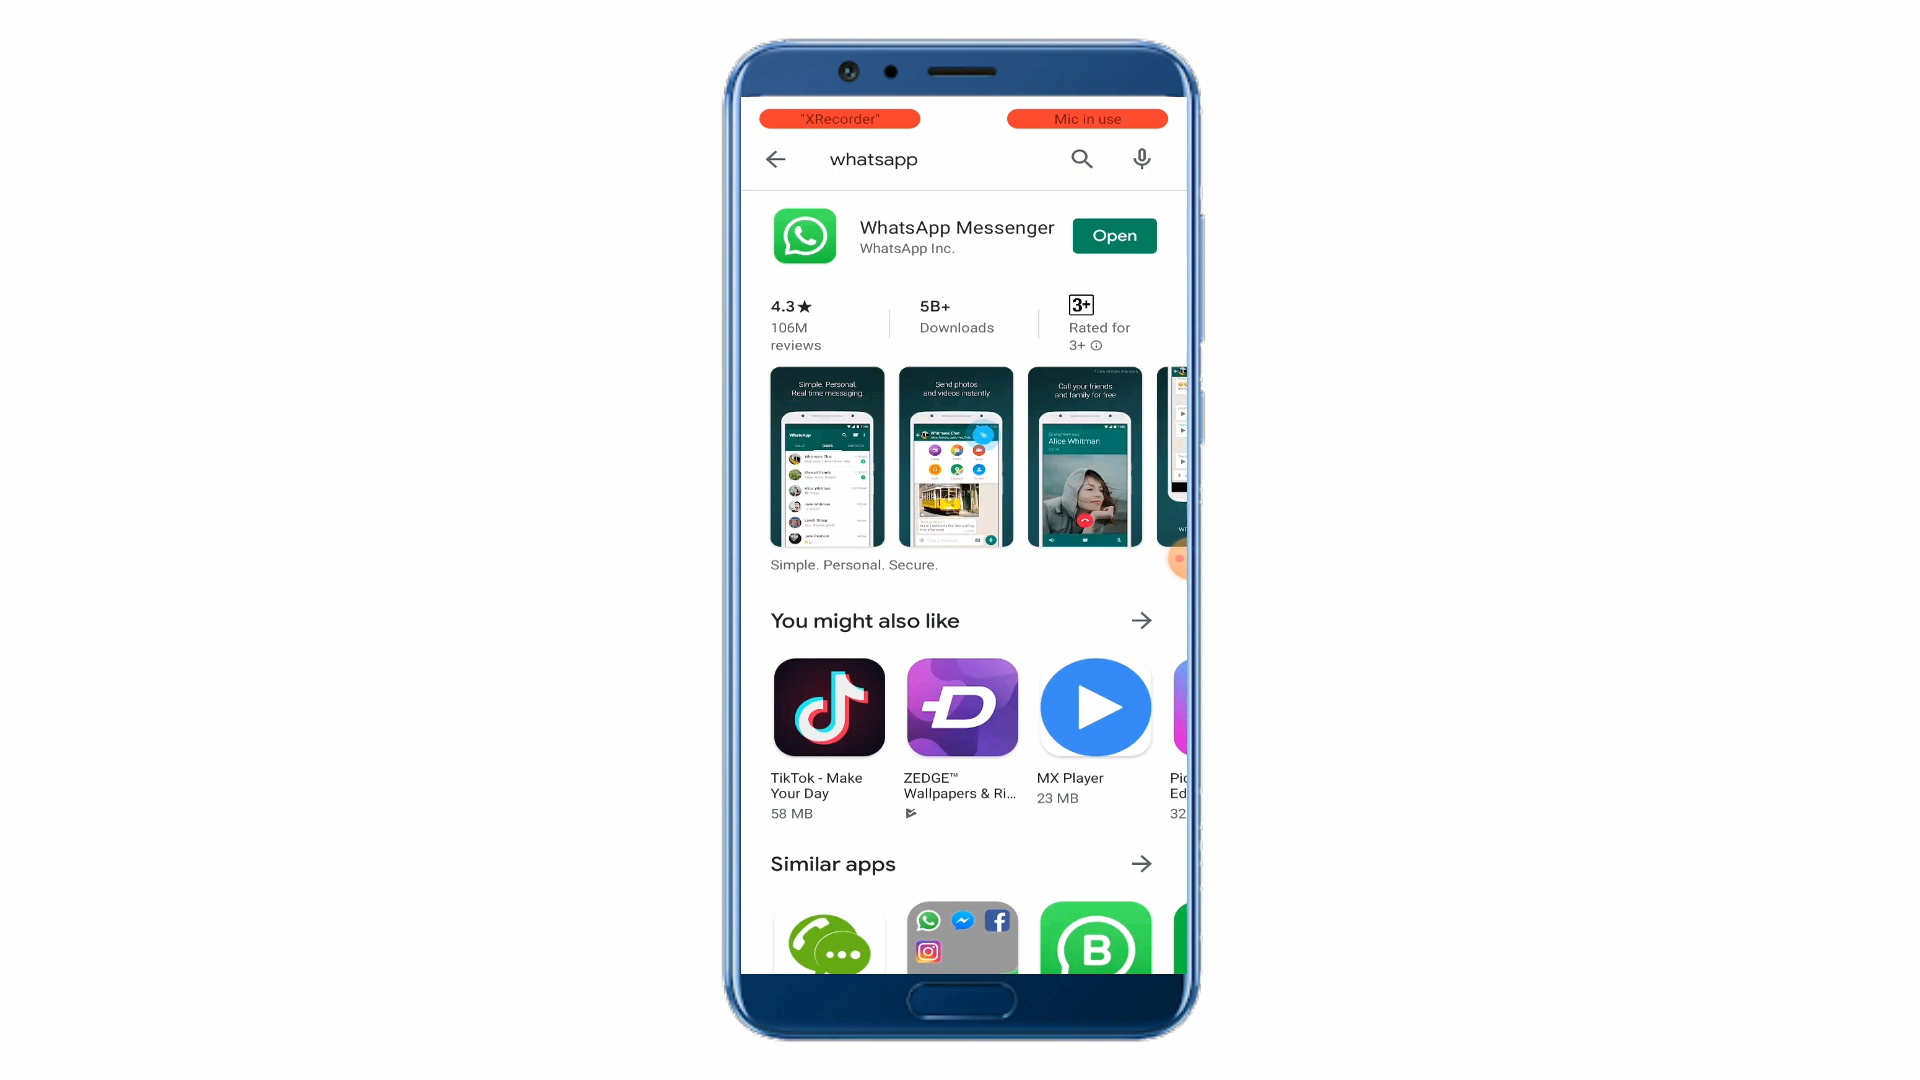 "XRecorder" Mic in use
whatsapp
WhatsApp Messenger
WhatsApp Inc.
Open
4.3★
106M
reviews
5B+
Downloads
3+
Rated for
3+
Simple. Personal.
Real time messaging.
WhatsApp
Send photos
and videos instantly
Whitmans Chat
Call your friends
and family for free
Alice Whitman
Simple. Personal. Secure.
You might also like
TikTok - Make
Your Day
58 MB
ZEDGE™
Wallpapers & Ri...
MX Player
23 MB
Pic
Ed
32
Similar apps
B